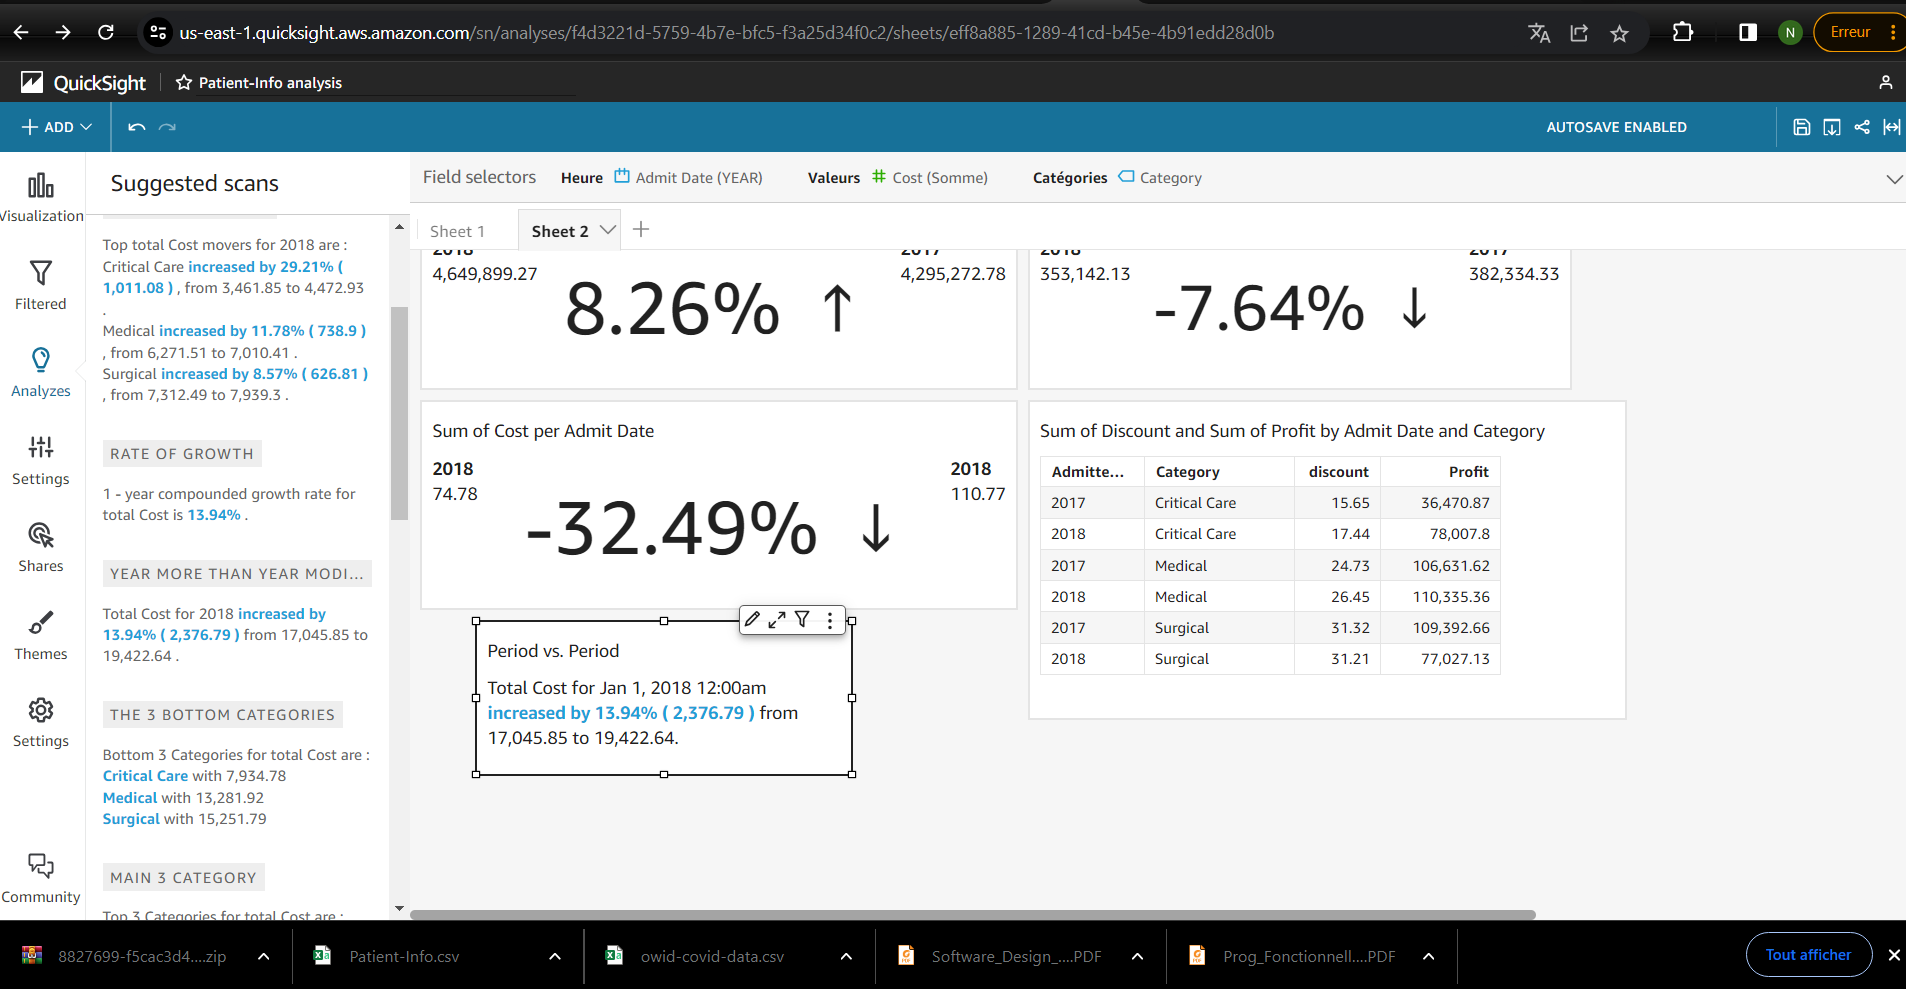 us-east-1.quicksight.aws.amazon.com/sn/analyses/f4d3221d-5759-4b7e-bfc5-f3a25d34f0c2/sheets/eff8a885-1289-41cd-b45e-4b91edd28d0b
N
Erreur
QuickSight
Patient-Info analysis
ADD
AUTOSAVE ENABLED
Visualization
Filtered
Analyzes
Settings
Shares
Themes
Settings
Community
Suggested scans
Top total Cost movers for 2018 are :
Critical Care increased by 29.21% (
1,011.08 ) , from 3,461.85 to 4,472.93
.
Medical increased by 11.78% ( 738.9 )
, from 6,271.51 to 7,010.41 .
Surgical increased by 8.57% ( 626.81 )
, from 7,312.49 to 7,939.3 .
RATE OF GROWTH
1 - year compounded growth rate for
total Cost is 13.94% .
YEAR MORE THAN YEAR MODI...
Total Cost for 2018 increased by
13.94% ( 2,376.79 ) from 17,045.85 to
19,422.64 .
THE 3 BOTTOM CATEGORIES
Bottom 3 Categories for total Cost are :
Critical Care with 7,934.78
Medical with 13,281.92
Surgical with 15,251.79
MAIN 3 CATEGORY
Top 3 Categories for total Cost are :
Field selectors Heure Admit Date (YEAR) Valeurs # Cost (Somme) Catégories Category
Sheet 1 Sheet 2
2018 2017
4,649,899.27 4,295,272.78
8.26% ↑
2018 2017
353,142.13 382,334.33
-7.64% ↓
Sum of Cost per Admit Date
2018 2018
74.78 110.77
-32.49% ↓
Sum of Discount and Sum of Profit by Admit Date and Category
Admitte... Category discount Profit
2017 Critical Care 15.65 36,470.87
2018 Critical Care 17.44 78,007.8
2017 Medical 24.73 106,631.62
2018 Medical 26.45 110,335.36
2017 Surgical 31.32 109,392.66
2018 Surgical 31.21 77,027.13
Period vs. Period
Total Cost for Jan 1, 2018 12:00am
increased by 13.94% ( 2,376.79 ) from
17,045.85 to 19,422.64.
8827699-f5cac3d4....zip
Patient-Info.csv
owid-covid-data.csv
Software_Design_....PDF
Prog_Fonctionnell....PDF
Tout afficher